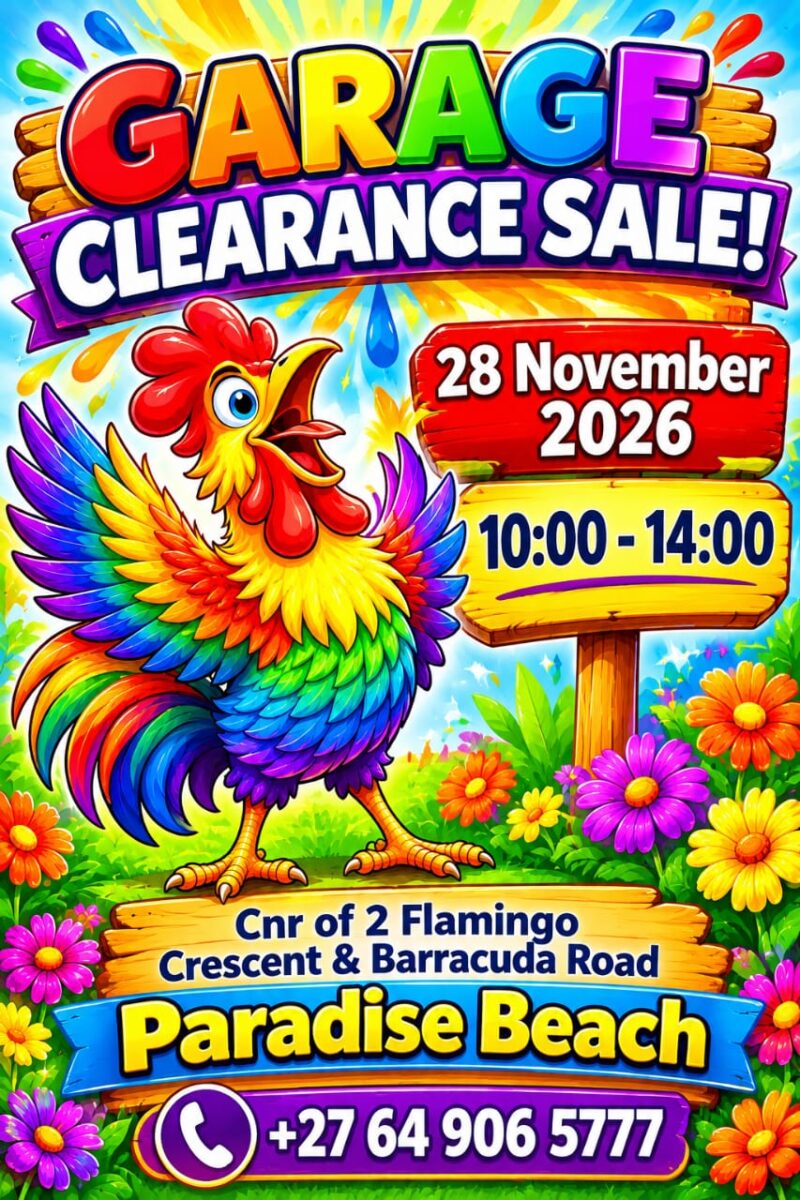 GARAGE
CLEARANCE SALE!
28 November
2026
10:00 - 14:00
Cnr of 2 Flamingo
Crescent & Barracuda Road
Paradise Beach
+27 64 906 5777